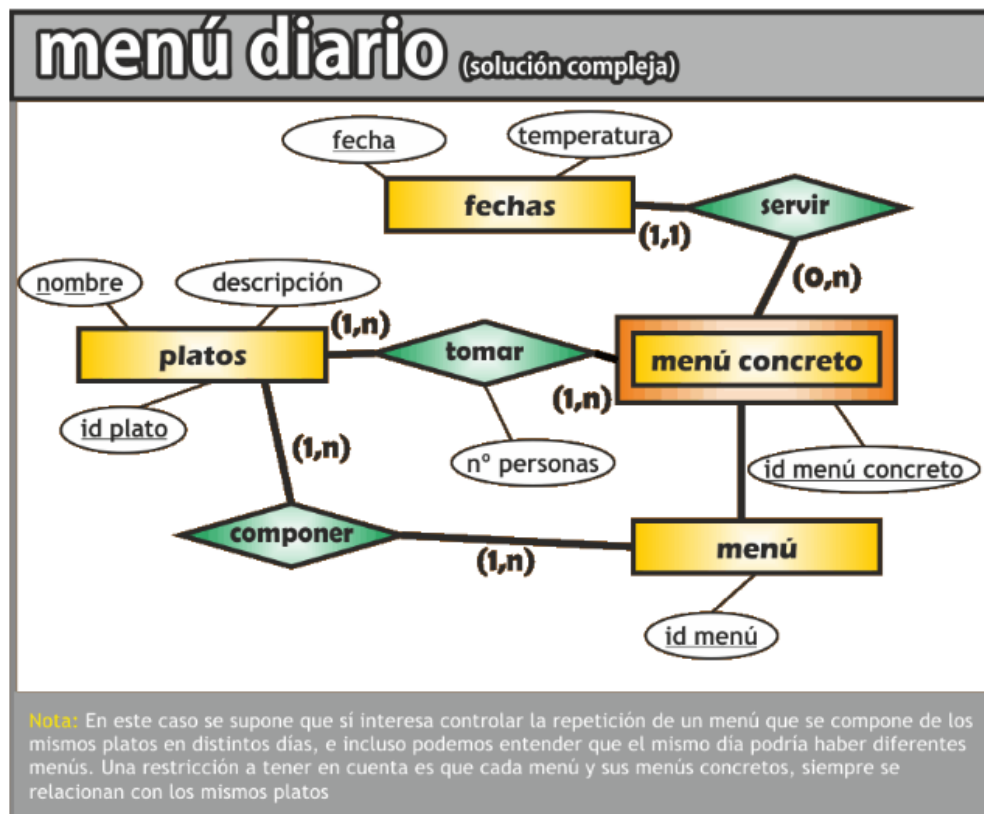 menú diario (solución compleja)
fecha
temperatura
fechas
servir
(1,1)
(0,n)
nombre
descripción
(1,n)
platos
tomar
menú concreto
(1,n)
id plato
(1,n)
nº personas
id menú concreto
componer
(1,n)
menú
id menú
Nota: En este caso se supone que sí interesa controlar la repetición de un menú que se compone de los
mismos platos en distintos días, e incluso podemos entender que el mismo día podría haber diferentes
menús. Una restricción a tener en cuenta es que cada menú y sus menús concretos, siempre se
relacionan con los mismos platos